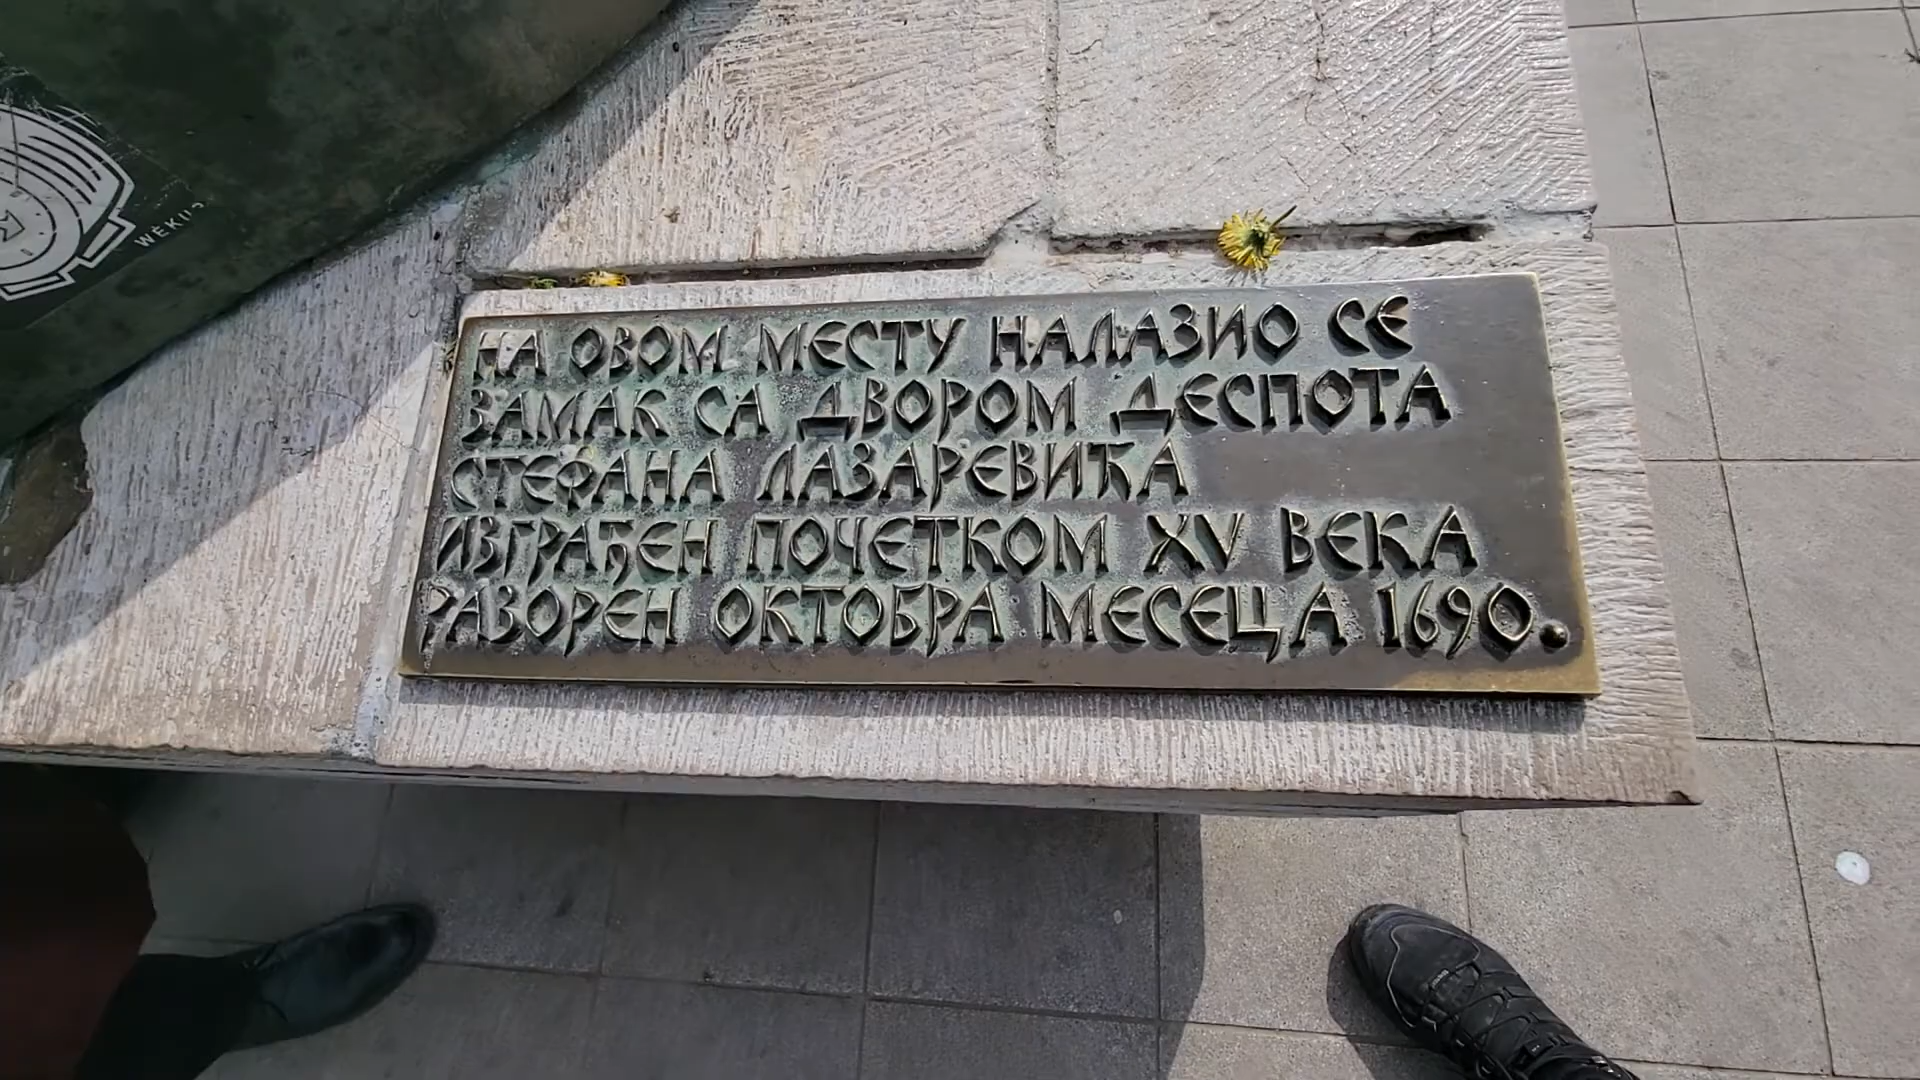 НА ОВОМ МЕСТУ НАЛАЗИО СЕ
ЗАМАК СА ДВОРОМ ДЕСПОТА
СТЕФАНА ЛАЗАРЕВИЋА
ИЗГРАЂЕН ПОЧЕТКОМ XV ВЕКА
РАЗОРЕН ОКТОБРА МЕСЕЦА 1690.